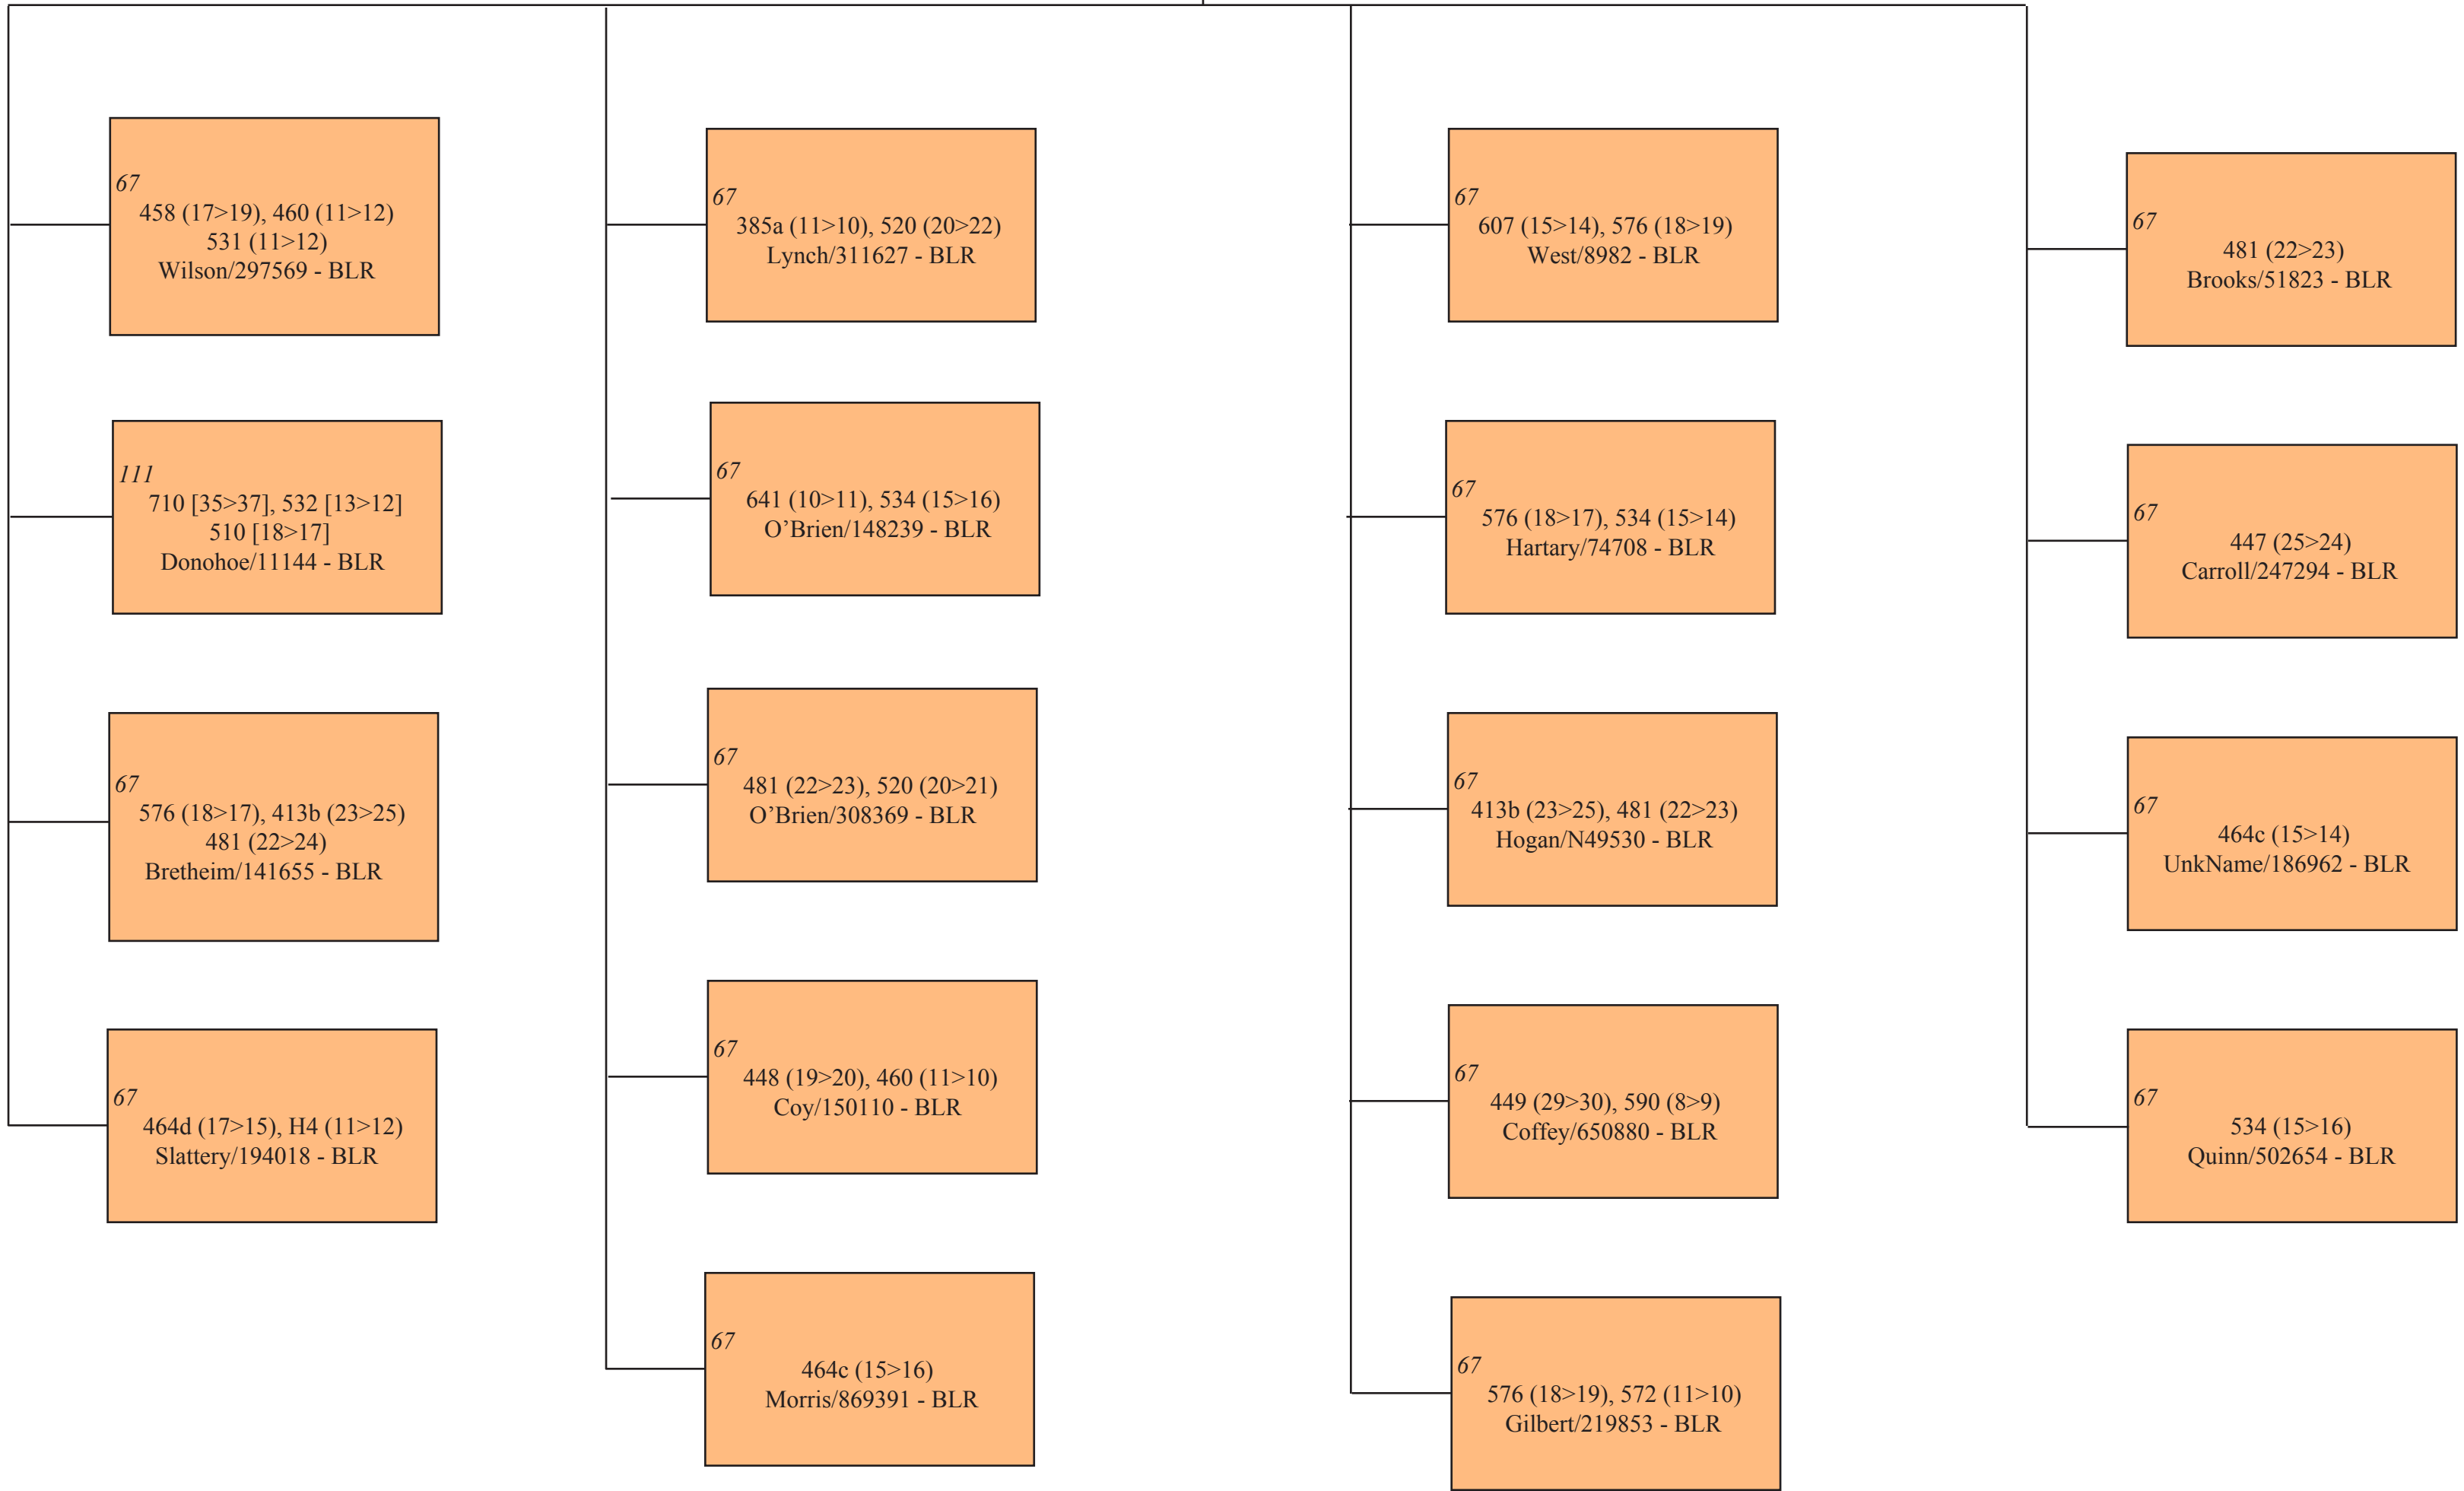 67
458 (17>19), 460 (11>12)
531 (11>12)
Wilson/297569 - BLR
111
710 [35>37], 532 [13>12]
510 [18>17]
Donohoe/11144 - BLR
67
576 (18>17), 413b (23>25)
481 (22>24)
Bretheim/141655 - BLR
67
464d (17>15), H4 (11>12)
Slattery/194018 - BLR
67
385a (11>10), 520 (20>22)
Lynch/311627 - BLR
67
641 (10>11), 534 (15>16)
O’Brien/148239 - BLR
67
481 (22>23), 520 (20>21)
O’Brien/308369 - BLR
67
448 (19>20), 460 (11>10)
Coy/150110 - BLR
67
464c (15>16)
Morris/869391 - BLR
67
607 (15>14), 576 (18>19)
West/8982 - BLR
67
576 (18>17), 534 (15>14)
Hartary/74708 - BLR
67
413b (23>25), 481 (22>23)
Hogan/N49530 - BLR
67
449 (29>30), 590 (8>9)
Coffey/650880 - BLR
67
576 (18>19), 572 (11>10)
Gilbert/219853 - BLR
67
481 (22>23)
Brooks/51823 - BLR
67
447 (25>24)
Carroll/247294 - BLR
67
464c (15>14)
UnkName/186962 - BLR
67
534 (15>16)
Quinn/502654 - BLR